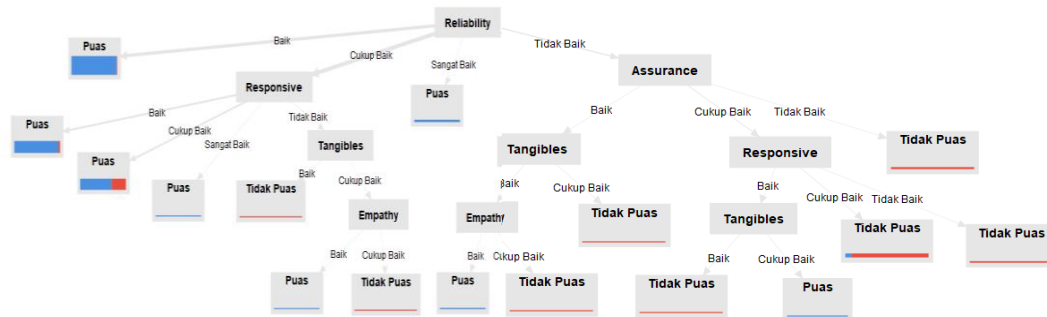 Reliability
Baik
Cukup Baik
Sangat Baik
Tidak Baik
Puas
Responsive
Puas
Assurance
Baik
Cukup Baik
Sangat Baik
Tidak Baik
Baik
Cukup Baik
Tidak Baik
Puas
Puas
Puas
Tangibles
Tangibles
Responsive
Tidak Puas
Baik
Cukup Baik
Baik
Cukup Baik
Baik
Cukup Baik
Tidak Baik
Tidak Puas
Empathy
Empathy
Tidak Puas
Tangibles
Tidak Puas
Tidak Puas
Baik
Cukup Baik
Baik
Cukup Baik
Baik
Cukup Baik
Puas
Tidak Puas
Puas
Tidak Puas
Tidak Puas
Puas